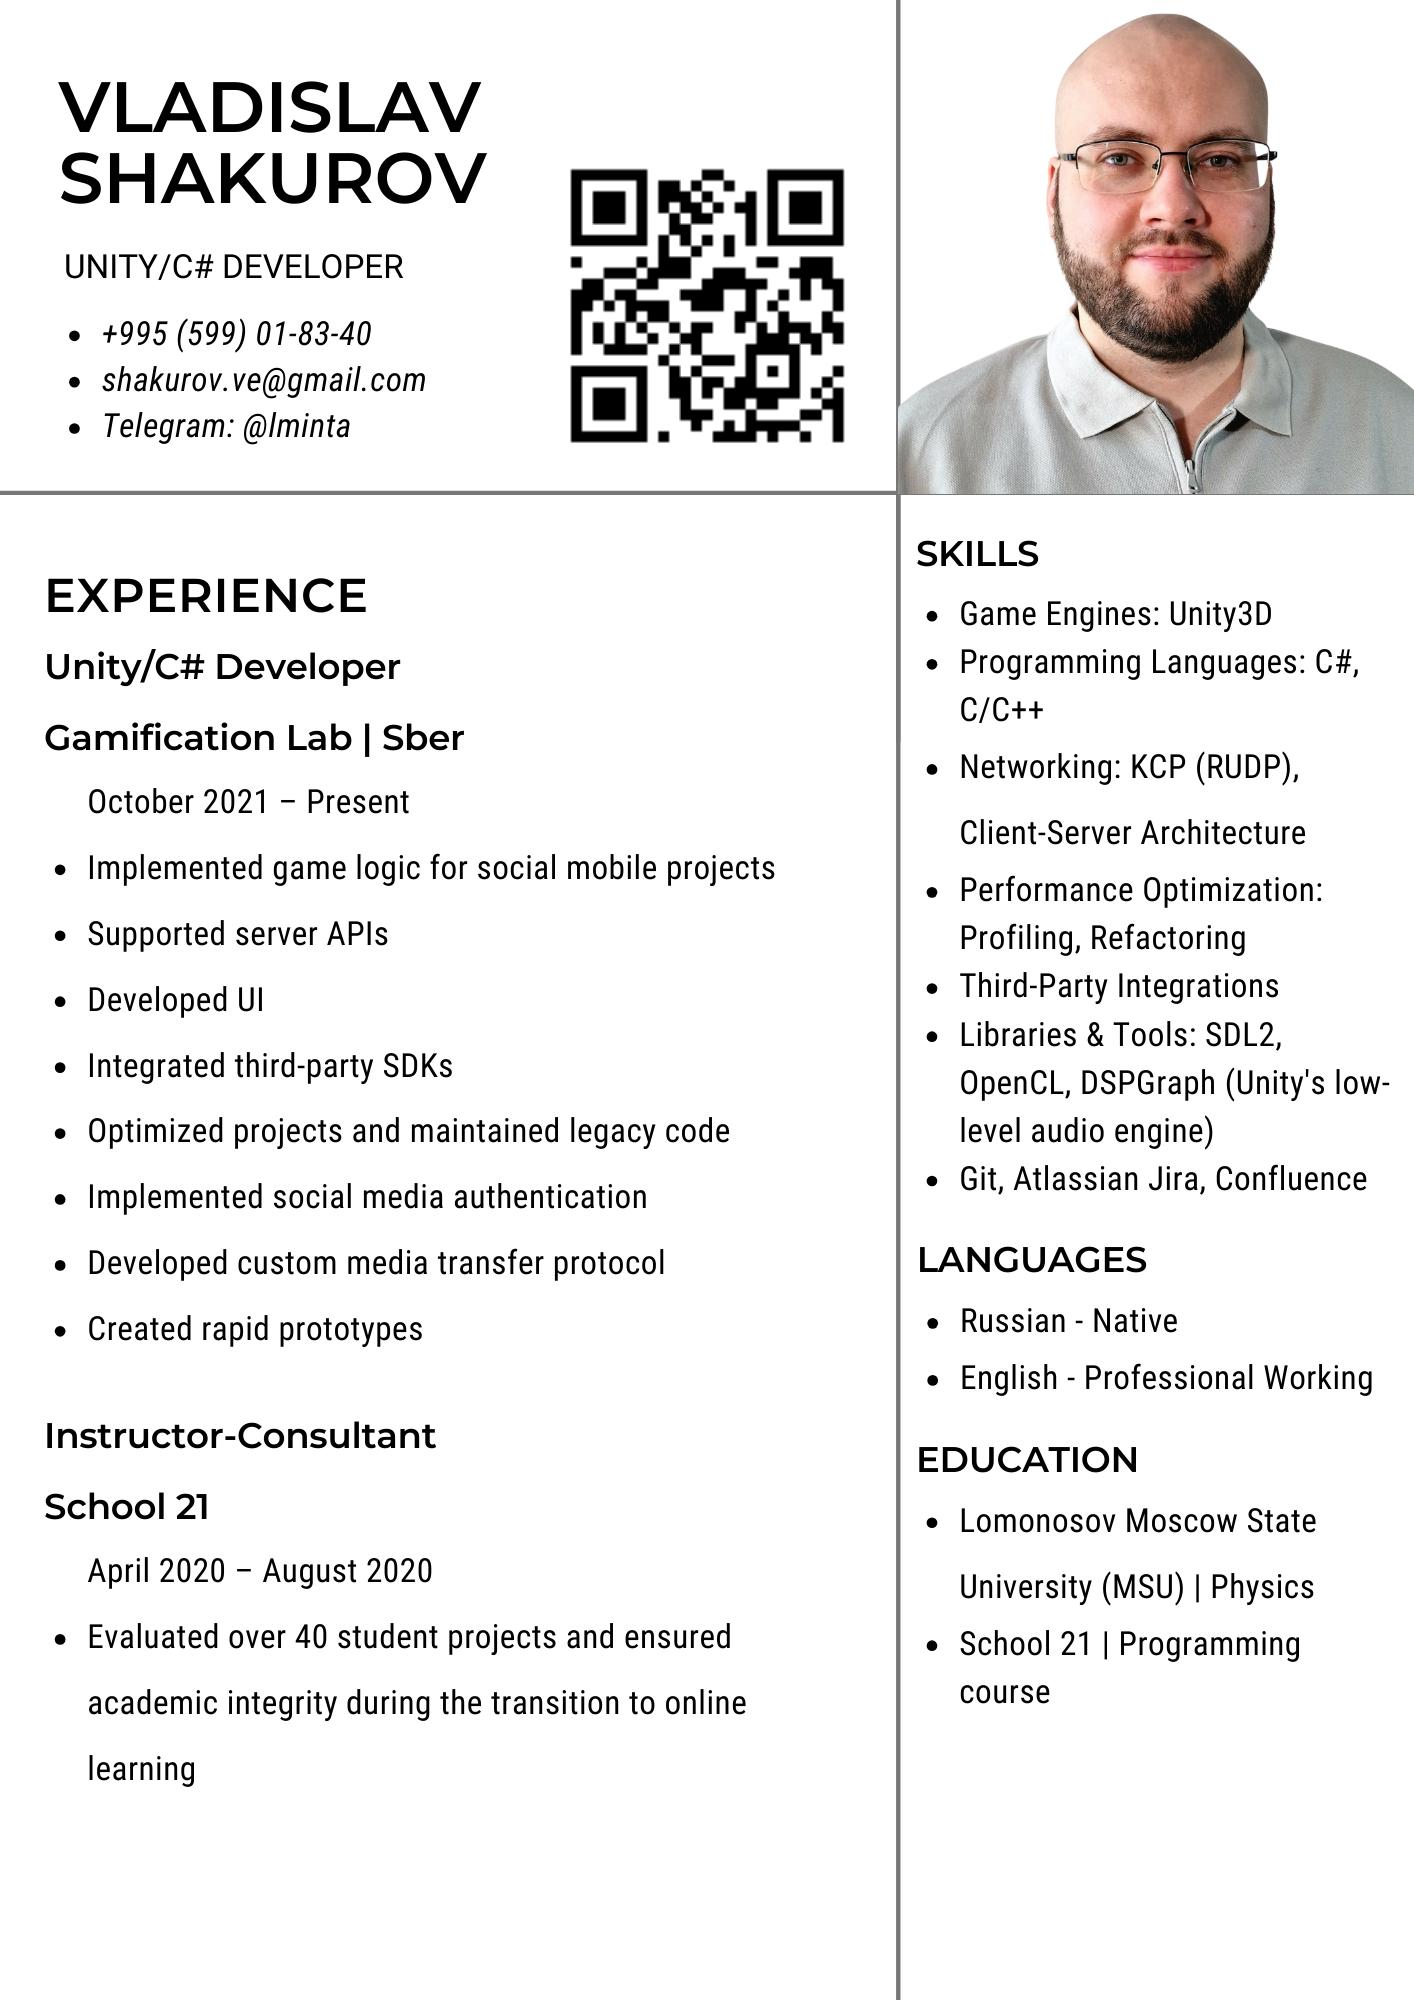 VLADISLAV
SHAKUROV
UNITY/C# DEVELOPER
• +995 (599) 01-83-40
• shakurov.ve@gmail.com
• Telegram: @lminta
EXPERIENCE
Unity/C# Developer
Gamification Lab | Sber
October 2021 – Present
• Implemented game logic for social mobile projects
• Supported server APIs
• Developed UI
• Integrated third-party SDKs
• Optimized projects and maintained legacy code
• Implemented social media authentication
• Developed custom media transfer protocol
• Created rapid prototypes
Instructor-Consultant
School 21
April 2020 – August 2020
• Evaluated over 40 student projects and ensured
academic integrity during the transition to online
learning
SKILLS
• Game Engines: Unity3D
• Programming Languages: C#,
C/C++
• Networking: KCP (RUDP),
Client-Server Architecture
• Performance Optimization:
Profiling, Refactoring
• Third-Party Integrations
• Libraries & Tools: SDL2,
OpenCL, DSPGraph (Unity's low-
level audio engine)
• Git, Atlassian Jira, Confluence
LANGUAGES
• Russian - Native
• English - Professional Working
EDUCATION
• Lomonosov Moscow State
University (MSU) | Physics
• School 21 | Programming
course